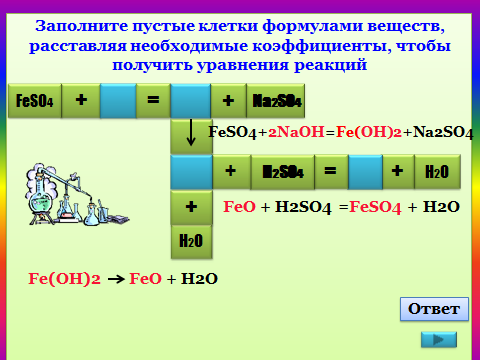 Заполните пустые клетки формулами веществ,
расставляя необходимые коэффициенты, чтобы
получить уравнения реакций
FeSO4 + = + Na2SO4
FeSO4+2NaOH=Fe(OH)2+Na2SO4
+ H2SO4 = + H2O
+
FeO + H2SO4 =FeSO4 + H2O
H2O
Fe(OH)2 → FeO + H2O
Ответ